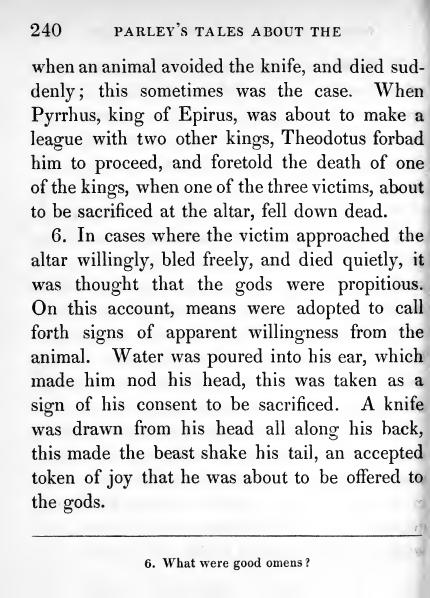 240 PARLEY'S TALES ABOUT THE
when an animal avoided the knife, and died sud-
denly; this sometimes was the case. When
Pyrrhus, king of Epirus, was about to make a
league with two other kings, Theodotus forbad
him to proceed, and foretold the death of one
of the kings, when one of the three victims, about
to be sacrificed at the altar, fell down dead.
6. In cases where the victim approached the
altar willingly, bled freely, and died quietly, it
was thought that the gods were propitious.
On this account, means were adopted to call
forth signs of apparent willingness from the
animal. Water was poured into his ear, which
made him nod his head, this was taken as a
sign of his consent to be sacrificed. A knife
was drawn from his head all along his back,
this made the beast shake his tail, an accepted
token of joy that he was about to be offered to
the gods.
6. What were good omens?